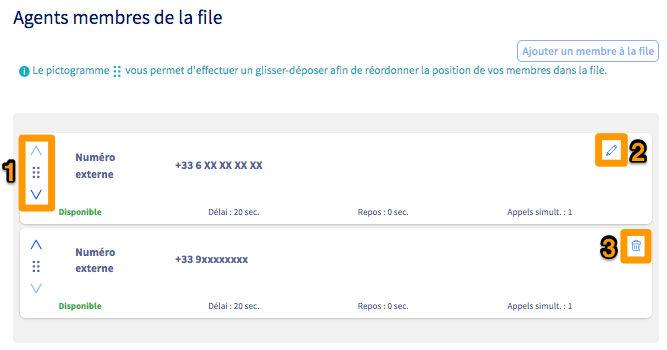 Agents membres de la file
Ajouter un membre à la file
Le pictogramme vous permet d'effectuer un glisser-déposer afin de réordonner la position de vos membres dans la file.
1
Numéro
externe
+33 6 XX XX XX XX
2
Disponible
Délai : 20 sec.
Repos : 0 sec.
Appels simult. : 1
Numéro
externe
+33 9xxxxxxxx
3
Disponible
Délai : 20 sec.
Repos : 0 sec.
Appels simult. : 1